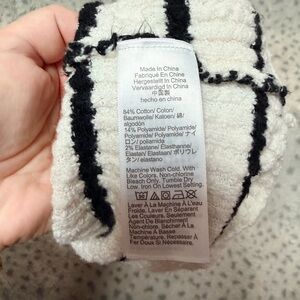 Made In China
Fabriqué En China
Hergestellt In China
Vervaardigd In China
中国製
hecho en china
84% Cotton/ Coton/
Baumwolle/ Katoen/ 綿/
algodón
14% Polyamide/ Polyamide/
Polyamid/ Polyamide/ ナイ
ロン/ poliamida
2% Elastane/ Elasthanne/
Elastan/ Elastaan/ ポリウレ
タン/ elastano
Machine Wash Cold. With
Like Colors. Non-chlorine
Bleach Only. Tumble Dry
Low. Iron On Lowest Setting
Laver À La Machine À L'eau
Froide, Laver En Séparant
Les Couleurs. Seulement
Agent De Blanchiment
Non-chloré. Sécher À La
Machine À Basse
Température. Repasser À
Fer Doux Si Nécessaire.